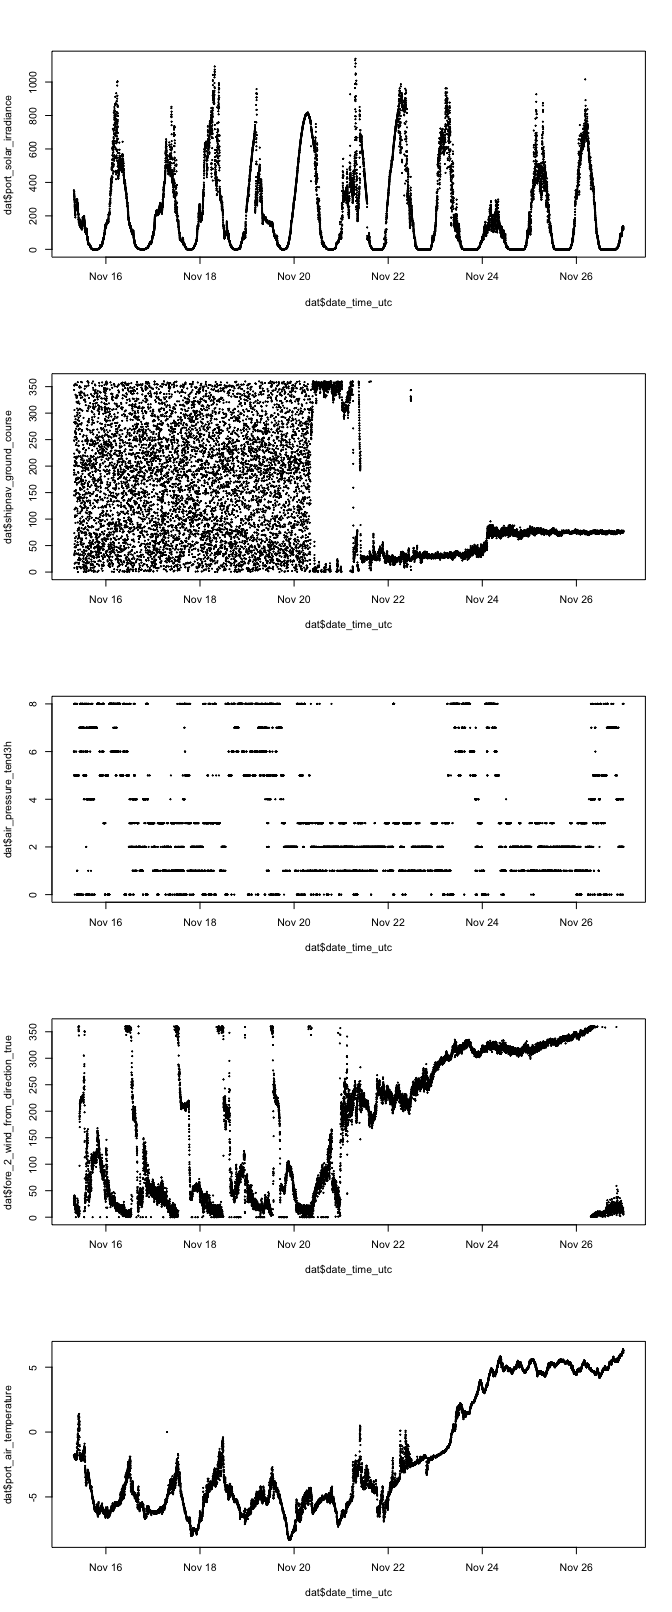 dat$port_solar_irradiance
0 200 400 600 800 1000
Nov 16 Nov 18 Nov 20 Nov 22 Nov 24 Nov 26
dat$date_time_utc
dat$shipnav_ground_course
0 50 100 150 200 250 300 350
Nov 16 Nov 18 Nov 20 Nov 22 Nov 24 Nov 26
dat$date_time_utc
dat$air_pressure_tend3h
0 2 4 6 8
Nov 16 Nov 18 Nov 20 Nov 22 Nov 24 Nov 26
dat$date_time_utc
dat$fore_2_wind_from_direction_true
0 50 100 150 200 250 300 350
Nov 16 Nov 18 Nov 20 Nov 22 Nov 24 Nov 26
dat$date_time_utc
dat$port_air_temperature
-5 0 5
Nov 16 Nov 18 Nov 20 Nov 22 Nov 24 Nov 26
dat$date_time_utc